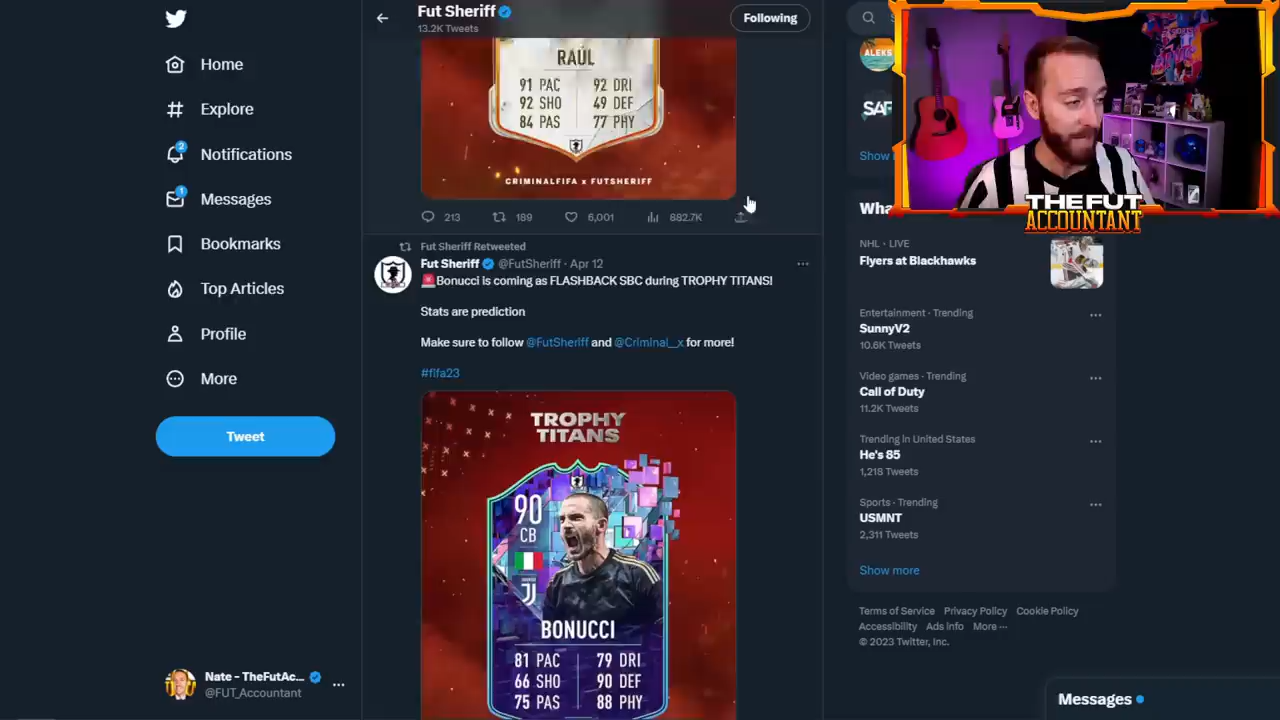 Home
Explore
2
Notifications
1
Messages
Bookmarks
Top Articles
Profile
More
Tweet
Nate - TheFutAc...
@FUT_Accountant
Fut Sheriff
13.2K Tweets
Following
RAÚL
91 PAC 92 DRI
92 SHO 49 DEF
84 PAS 77 PHY
CRIMINALFIFA x FUTSHERIFF
213 189 6,001 882.7K
Fut Sheriff Retweeted
Fut Sheriff @FutSheriff · Apr 12
🚨Bonucci is coming as FLASHBACK SBC during TROPHY TITANS!
Stats are prediction
Make sure to follow @FutSheriff and @Criminal__x for more!
#fifa23
TROPHY
TITANS
90
CB
BONUCCI
81 PAC 79 DRI
66 SHO 90 DEF
75 PAS 88 PHY
ALEKS
SAF
Show
Wha
THE FUT
ACCOUNTANT
NHL · LIVE
Flyers at Blackhawks
Entertainment · Trending
SunnyV2
10.6K Tweets
Video games · Trending
Call of Duty
11.2K Tweets
Trending in United States
He's 85
1,218 Tweets
Sports · Trending
USMNT
2,311 Tweets
Show more
Terms of Service Privacy Policy Cookie Policy
Accessibility Ads info More ···
© 2023 Twitter, Inc.
Messages